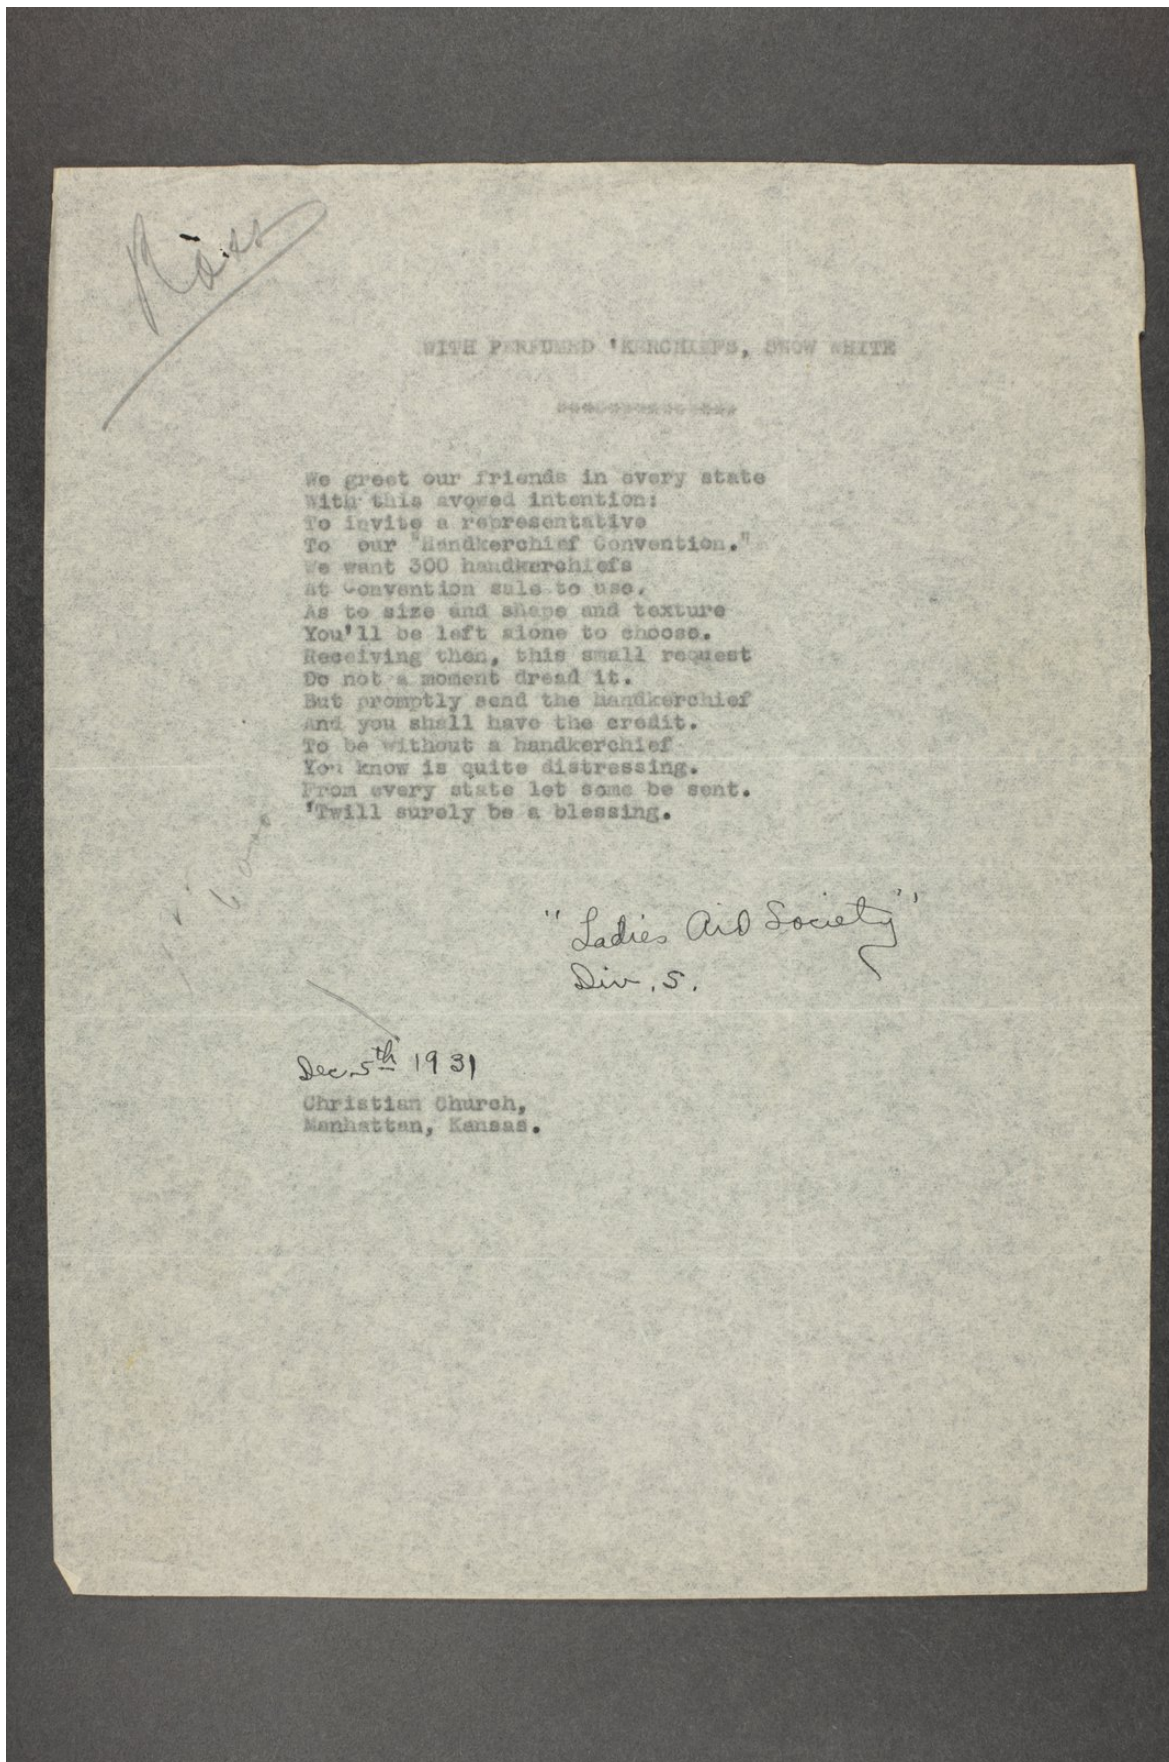 Ross
WITH PERFUMED 'KERCHIEFS, SNOW WHITE
****************
We greet our friends in every state
With this avowed intention:
To invite a representative
To our "Handkerchief Convention."
We want 300 handkerchiefs
At Convention sale to use.
As to size and shape and texture
You'll be left alone to choose.
Receiving then, this small request
Do not a moment dread it.
But promptly send the handkerchief
And you shall have the credit.
To be without a handkerchief
You know is quite distressing.
From every state let some be sent.
'Twill surely be a blessing.
"Ladies Aid Society"
Div. 5.
Dec. 5th 1931
Christian Church,
Manhattan, Kansas.